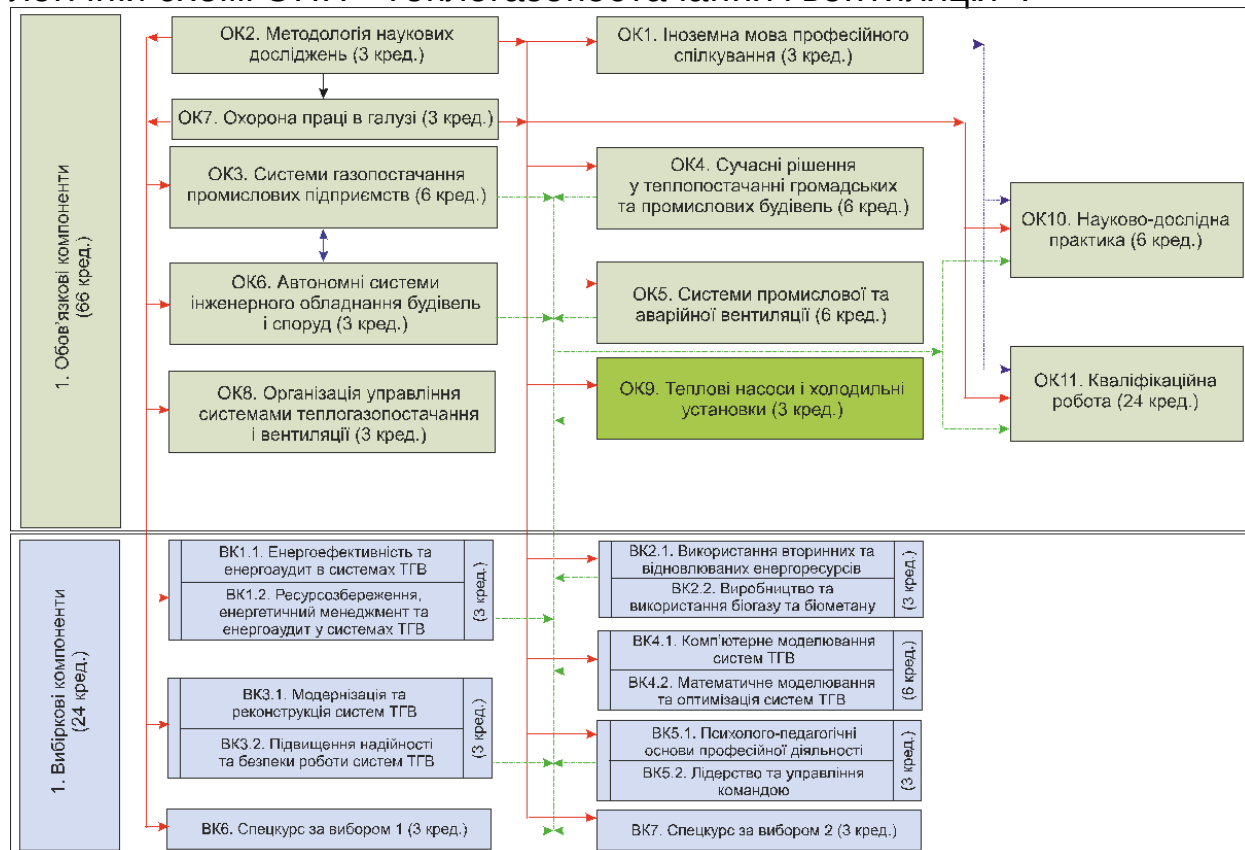 1. Обов'язкові компоненти
(66 кред.)
ОК2. Методологія наукових
досліджень (3 кред.)
ОК1. Іноземна мова професійного
спілкування (3 кред.)
ОК7. Охорона праці в галузі (3 кред.)
ОК3. Системи газопостачання
промислових підприємств (6 кред.)
ОК4. Сучасні рішення
у теплопостачанні громадських
та промислових будівель (6 кред.)
ОК10. Науково-дослідна
практика (6 кред.)
ОК6. Автономні системи
інженерного обладнання будівель
і споруд (3 кред.)
ОК5. Системи промислової та
аварійної вентиляції (6 кред.)
ОК8. Організація управління
системами теплогазопостачання
і вентиляції (3 кред.)
ОК9. Теплові насоси і холодильні
установки (3 кред.)
ОК11. Кваліфікаційна
робота (24 кред.)
1. Вибіркові компоненти
(24 кред.)
ВК1.1. Енергоефективність та
енергоаудит в системах ТГВ
ВК1.2. Ресурсозбереження,
енергетичний менеджмент та
енергоаудит у системах ТГВ
(3 кред.)
ВК2.1. Використання вторинних та
відновлюваних енергоресурсів
ВК2.2. Виробництво та
використання біогазу та біометану
(3 кред.)
ВК4.1. Комп'ютерне моделювання
систем ТГВ
ВК4.2. Математичне моделювання
та оптимізація систем ТГВ
(6 кред.)
ВК3.1. Модернізація та
реконструкція систем ТГВ
ВК3.2. Підвищення надійності
та безпеки роботи систем ТГВ
(3 кред.)
ВК5.1. Психолого-педагогічні
основи професійної діяльності
ВК5.2. Лідерство та управління
командою
(3 кред.)
ВК6. Спецкурс за вибором 1 (3 кред.)
ВК7. Спецкурс за вибором 2 (3 кред.)